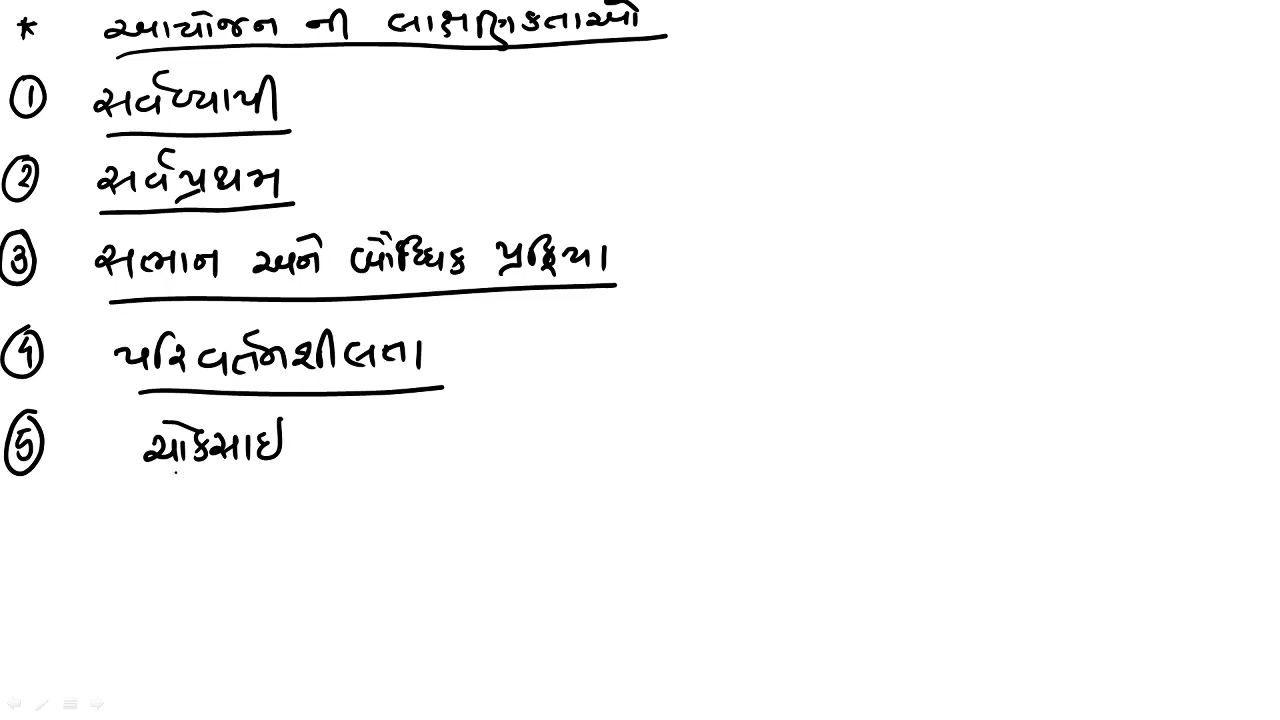 * આયોજન ની લાક્ષણિકતાઓ
① સર્વવ્યાપી
② સર્વપ્રથમ
③ સભાન અને બૌધ્ધિક પ્રક્રિયા
④ પરિવર્તનશીલતા
⑤ ચોકસાઈ